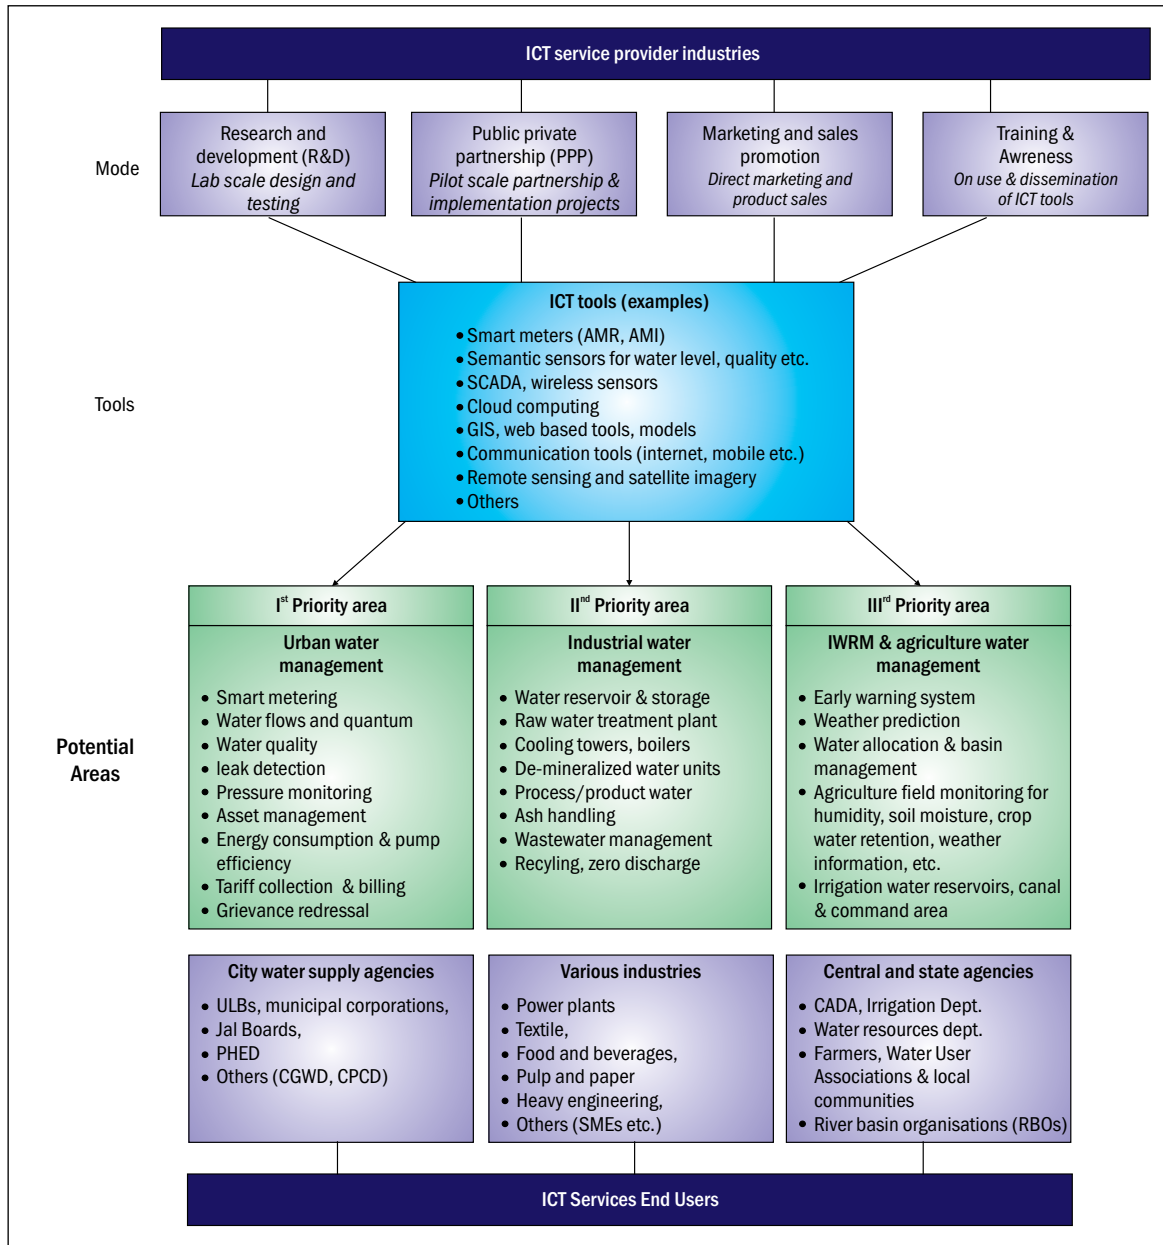 ICT service provider industries
Mode
Research and
development (R&D)
Lab scale design and
testing
Public private
partnership (PPP)
Pilot scale partnership &
implementation projects
Marketing and sales
promotion
Direct marketing and
product sales
Training &
Awreness
On use & dissemination
of ICT tools
Tools
ICT tools (examples)
• Smart meters (AMR, AMI)
• Semantic sensors for water level, quality etc.
• SCADA, wireless sensors
• Cloud computing
• GIS, web based tools, models
• Communication tools (internet, mobile etc.)
• Remote sensing and satellite imagery
• Others
Potential
Areas
Ist Priority area
Urban water
management
• Smart metering
• Water flows and quantum
• Water quality
• leak detection
• Pressure monitoring
• Asset management
• Energy consumption & pump
efficiency
• Tariff collection & billing
• Grievance redressal
IInd Priority area
Industrial water
management
• Water reservoir & storage
• Raw water treatment plant
• Cooling towers, boilers
• De-mineralized water units
• Process/product water
• Ash handling
• Wastewater management
• Recyling, zero discharge
IIIrd Priority area
IWRM & agriculture water
management
• Early warning system
• Weather prediction
• Water allocation & basin
management
• Agriculture field monitoring for
humidity, soil moisture, crop
water retention, weather
information, etc.
• Irrigation water reservoirs, canal
& command area
City water supply agencies
• ULBs, municipal corporations,
• Jal Boards,
• PHED
• Others (CGWD, CPCD)
Various industries
• Power plants
• Textile,
• Food and beverages,
• Pulp and paper
• Heavy engineering,
• Others (SMEs etc.)
Central and state agencies
• CADA, Irrigation Dept.
• Water resources dept.
• Farmers, Water User
Associations & local
communities
• River basin organisations (RBOs)
ICT Services End Users